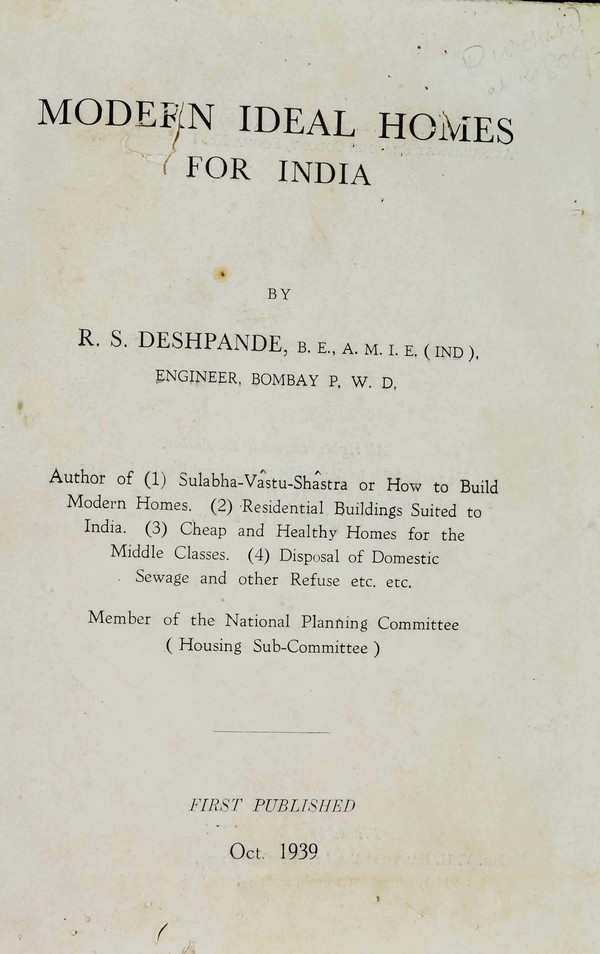 MODERN IDEAL HOMES
FOR INDIA
BY
R. S. DESHPANDE, B. E., A. M. I. E. ( IND ),
ENGINEER, BOMBAY P. W. D.
Author of (1) Sulabha-Vâstu-Shâstra or How to Build
Modern Homes. (2) Residential Buildings Suited to
India. (3) Cheap and Healthy Homes for the
Middle Classes. (4) Disposal of Domestic
Sewage and other Refuse etc. etc.
Member of the National Planning Committee
( Housing Sub-Committee )
FIRST PUBLISHED
Oct. 1939